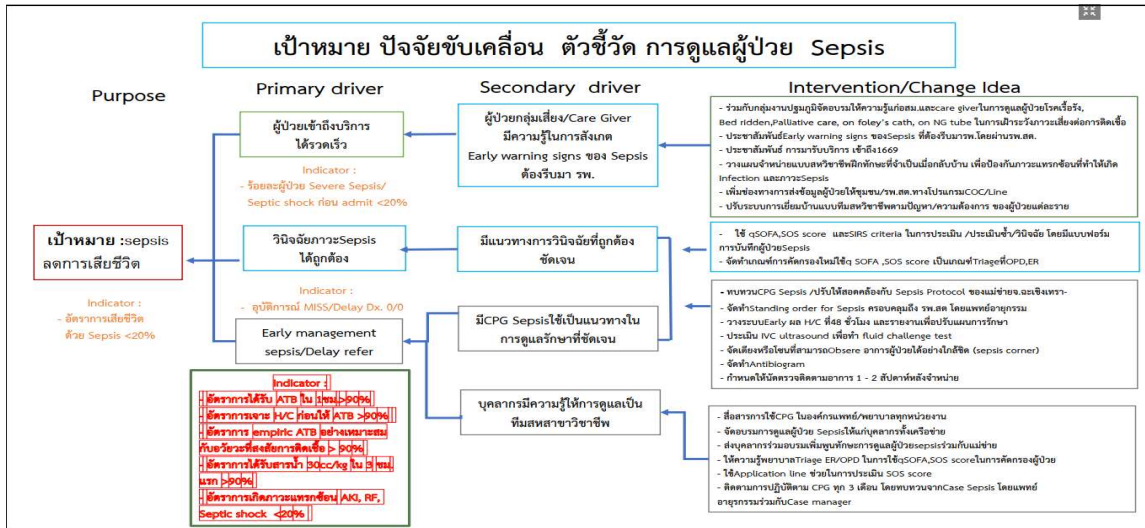 เป้าหมาย ปัจจัยขับเคลื่อน ตัวชี้วัด การดูแลผู้ป่วย Sepsis
Purpose
Primary driver
Secondary driver
Intervention/Change Idea
เป้าหมาย :sepsis
ลดการเสียชีวิต
Indicator :
- อัตราการเสียชีวิต
ด้วย Sepsis <20%
ผู้ป่วยเข้าถึงบริการ
ได้รวดเร็ว
Indicator :
- ร้อยละผู้ป่วย Severe Sepsis/
Septic shock ก่อน admit <20%
วินิจฉัยภาวะSepsis
ได้ถูกต้อง
Indicator :
- อุบัติการณ์ MISS/Delay Dx. 0/0
Early management
sepsis/Delay refer
Indicator :
- อัตราการได้รับ ATB ใน 1ชม.>90%
- อัตราการเจาะ H/C ก่อนให้ ATB >90%
- อัตราการ empiric ATB อย่างเหมาะสม
กับอวัยวะที่สงสัยการติดเชื้อ > 90%
- อัตราการได้รับสารน้ำ 30cc/kg ใน 3 ชม.
แรก >90%
- อัตราการเกิดภาวะแทรกซ้อน AKI, RF,
Septic shock <20%
ผู้ป่วยกลุ่มเสี่ยง/Care Giver
มีความรู้ในการสังเกต
Early warning signs ของ Sepsis
ต้องรีบมา รพ.
มีแนวทางการวินิจฉัยที่ถูกต้อง
ชัดเจน
มีCPG Sepsisใช้เป็นแนวทางใน
การดูแลรักษาที่ชัดเจน
บุคลากรมีความรู้ให้การดูแลเป็น
ทีมสหสาขาวิชาชีพ
- ร่วมกับกลุ่มงานปฐมภูมิจัดอบรมให้ความรู้แก่อสม.และcare giverในการดูแลผู้ป่วยโรคเรื้อรัง,
Bed ridden,Palliative care, on foley's cath, on NG tube ในการเฝ้าระวังภาวะเสี่ยงต่อการติดเชื้อ
- ประชาสัมพันธ์Early warning signs ของSepsis ที่ต้องรีบมารพ.โดยผ่านรพ.สต.
- ประชาสัมพันธ์ การมารับบริการ เข้าถึง1669
- วางแผนจำหน่ายแบบสหวิชาชีพฝึกทักษะที่จำเป็นเมื่อกลับบ้าน เพื่อป้องกันภาวะแทรกซ้อนที่ทำให้เกิด
Infection และภาวะSepsis
- เพิ่มช่องทางการส่งข้อมูลผู้ป่วยให้ชุมชน/รพ.สต.ทางโปรแกรมCOC/Line
- ปรับระบบการเยี่ยมบ้านแบบทีมสหวิชาชีพตามปัญหา/ความต้องการ ของผู้ป่วยแต่ละราย
- ใช้ qSOFA,SOS score และSIRS criteria ในการประเมิน /ประเมินซ้ำ/วินิจฉัย โดยมีแบบฟอร์ม
การบันทึกผู้ป่วยSepsis
- จัดทำเกณฑ์การคัดกรองใหม่ใช้q SOFA ,SOS score เป็นเกณฑ์Triageที่OPD,ER
- ทบทวนCPG Sepsis /ปรับให้สอดคล้องกับ Sepsis Protocol ของแม่ข่ายจ.ฉะเชิงเทรา-
- จัดทำStanding order for Sepsis ครอบคลุมถึง รพ.สต โดยแพทย์อายุรกรรม
- วางระบบEarly ผล H/C ที่48 ชั่วโมง และรายงานเพื่อปรับแผนการรักษา
- ประเมิน IVC ultrasound เพื่อทำ fluid challenge test
- จัดเตียงหรือโซนที่สามารถObsere อาการผู้ป่วยได้อย่างใกล้ชิด (sepsis corner)
- จัดทำAntibiogram
- กำหนดให้นัดตรวจติดตามอาการ 1 - 2 สัปดาห์หลังจำหน่าย
- สื่อสารการใช้CPG ในองค์กรแพทย์/พยาบาลทุกหน่วยงาน
- จัดอบรมการดูแลผู้ป่วย Sepsisให้แก่บุคลากรทั้งเครือข่าย
- ส่งบุคลากรร่วมอบรมเพิ่มพูนทักษะการดูแลผู้ป่วยsepsisร่วมกับแม่ข่าย
- ให้ความรู้พยาบาลTriage ER/OPD ในการใช้qSOFA,SOS scoreในการคัดกรองผู้ป่วย
- ใช้Application line ช่วยในการประเมิน SOS score
- ติดตามการปฏิบัติตาม CPG ทุก 3 เดือน โดยทบทวนจากCase Sepsis โดยแพทย์
อายุรกรรมร่วมกับCase manager